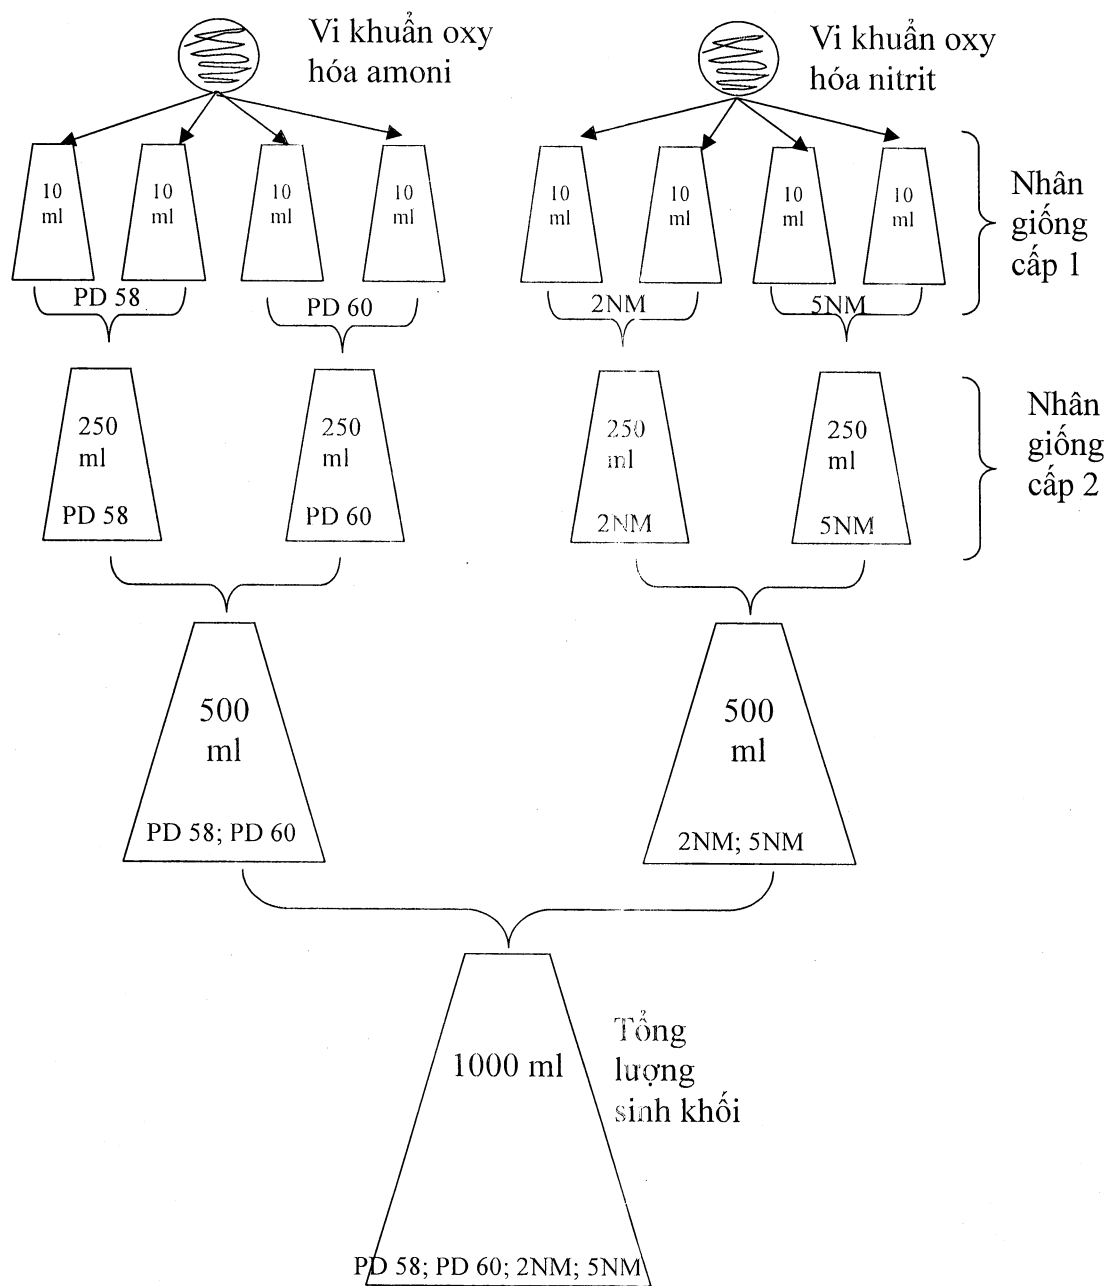 Vi khuẩn oxy
hóa amoni
Vi khuẩn oxy
hóa nitrit
10
ml
10
ml
10
ml
10
ml
10
ml
10
ml
10
ml
10
ml
Nhân
giống
cấp 1
PD 58
PD 60
2NM
5NM
250
ml
PD 58
250
ml
PD 60
250
ml
2NM
250
ml
5NM
Nhân
giống
cấp 2
500
ml
PD 58; PD 60
500
ml
2NM; 5NM
1000 ml
Tổng
lượng
sinh khối
PD 58; PD 60; 2NM; 5NM